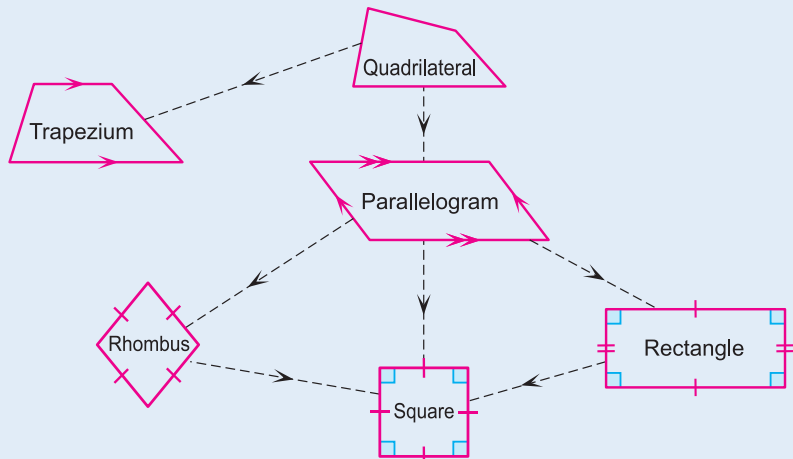 Quadrilateral
Trapezium
Parallelogram
Rhombus
Rectangle
Square